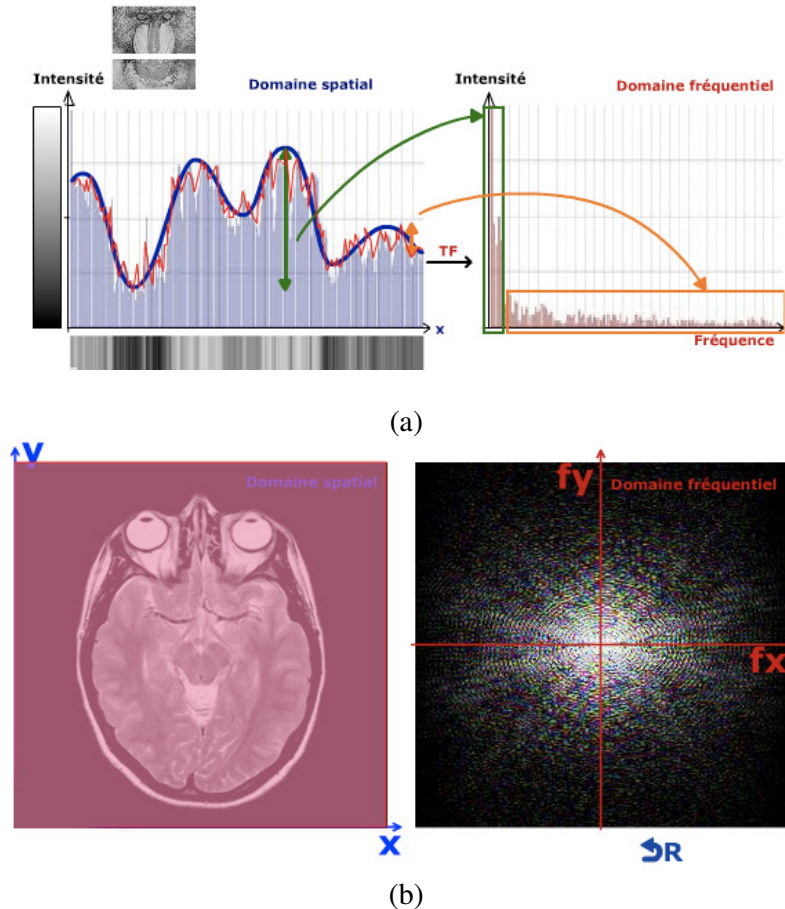 Intensité
Domaine spatial
Intensité
Domaine fréquentiel
TF
x
Fréquence
(a)
y
Domaine spatial
fy
Domaine fréquentiel
fx
x
R
(b)